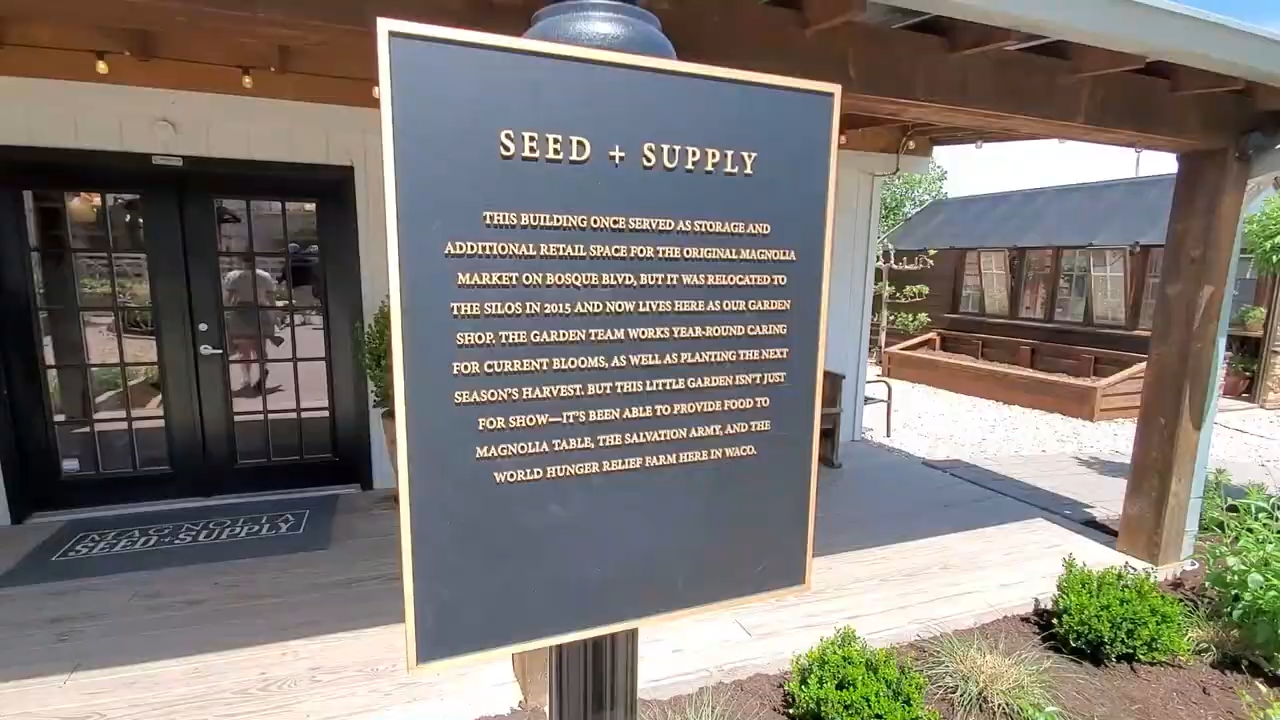 SEED + SUPPLY
THIS BUILDING ONCE SERVED AS STORAGE AND
ADDITIONAL RETAIL SPACE FOR THE ORIGINAL MAGNOLIA
MARKET ON BOSQUE BLVD, BUT IT WAS RELOCATED TO
THE SILOS IN 2015 AND NOW LIVES HERE AS OUR GARDEN
SHOP. THE GARDEN TEAM WORKS YEAR-ROUND CARING
FOR CURRENT BLOOMS, AS WELL AS PLANTING THE NEXT
SEASON'S HARVEST. BUT THIS LITTLE GARDEN ISN'T JUST
FOR SHOW—IT'S BEEN ABLE TO PROVIDE FOOD TO
MAGNOLIA TABLE, THE SALVATION ARMY, AND THE
WORLD HUNGER RELIEF FARM HERE IN WACO.
MAGNOLIA
SEED+SUPPLY